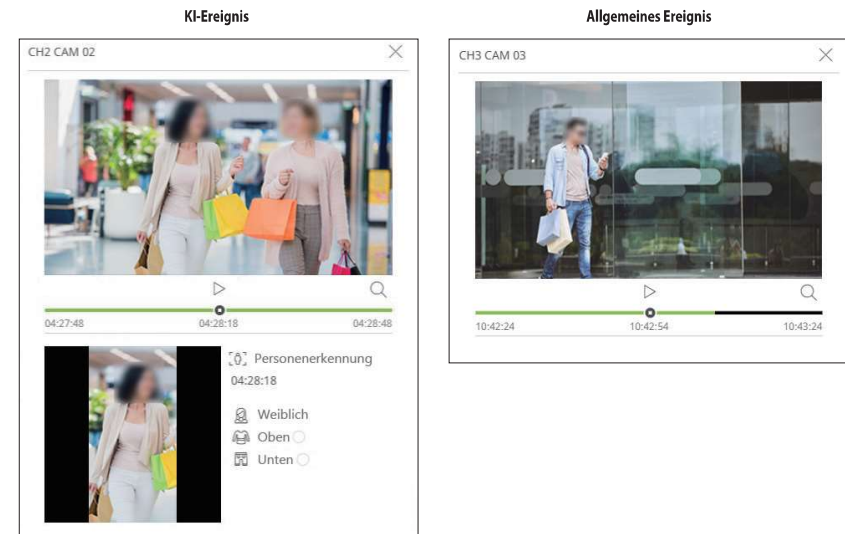 KI-Ereignis
CH2 CAM 02
04:27:48 04:28:18 04:28:48
Personenerkennung
04:28:18
Weiblich
Oben
Unten
Allgemeines Ereignis
CH3 CAM 03
10:42:24 10:42:54 10:43:24